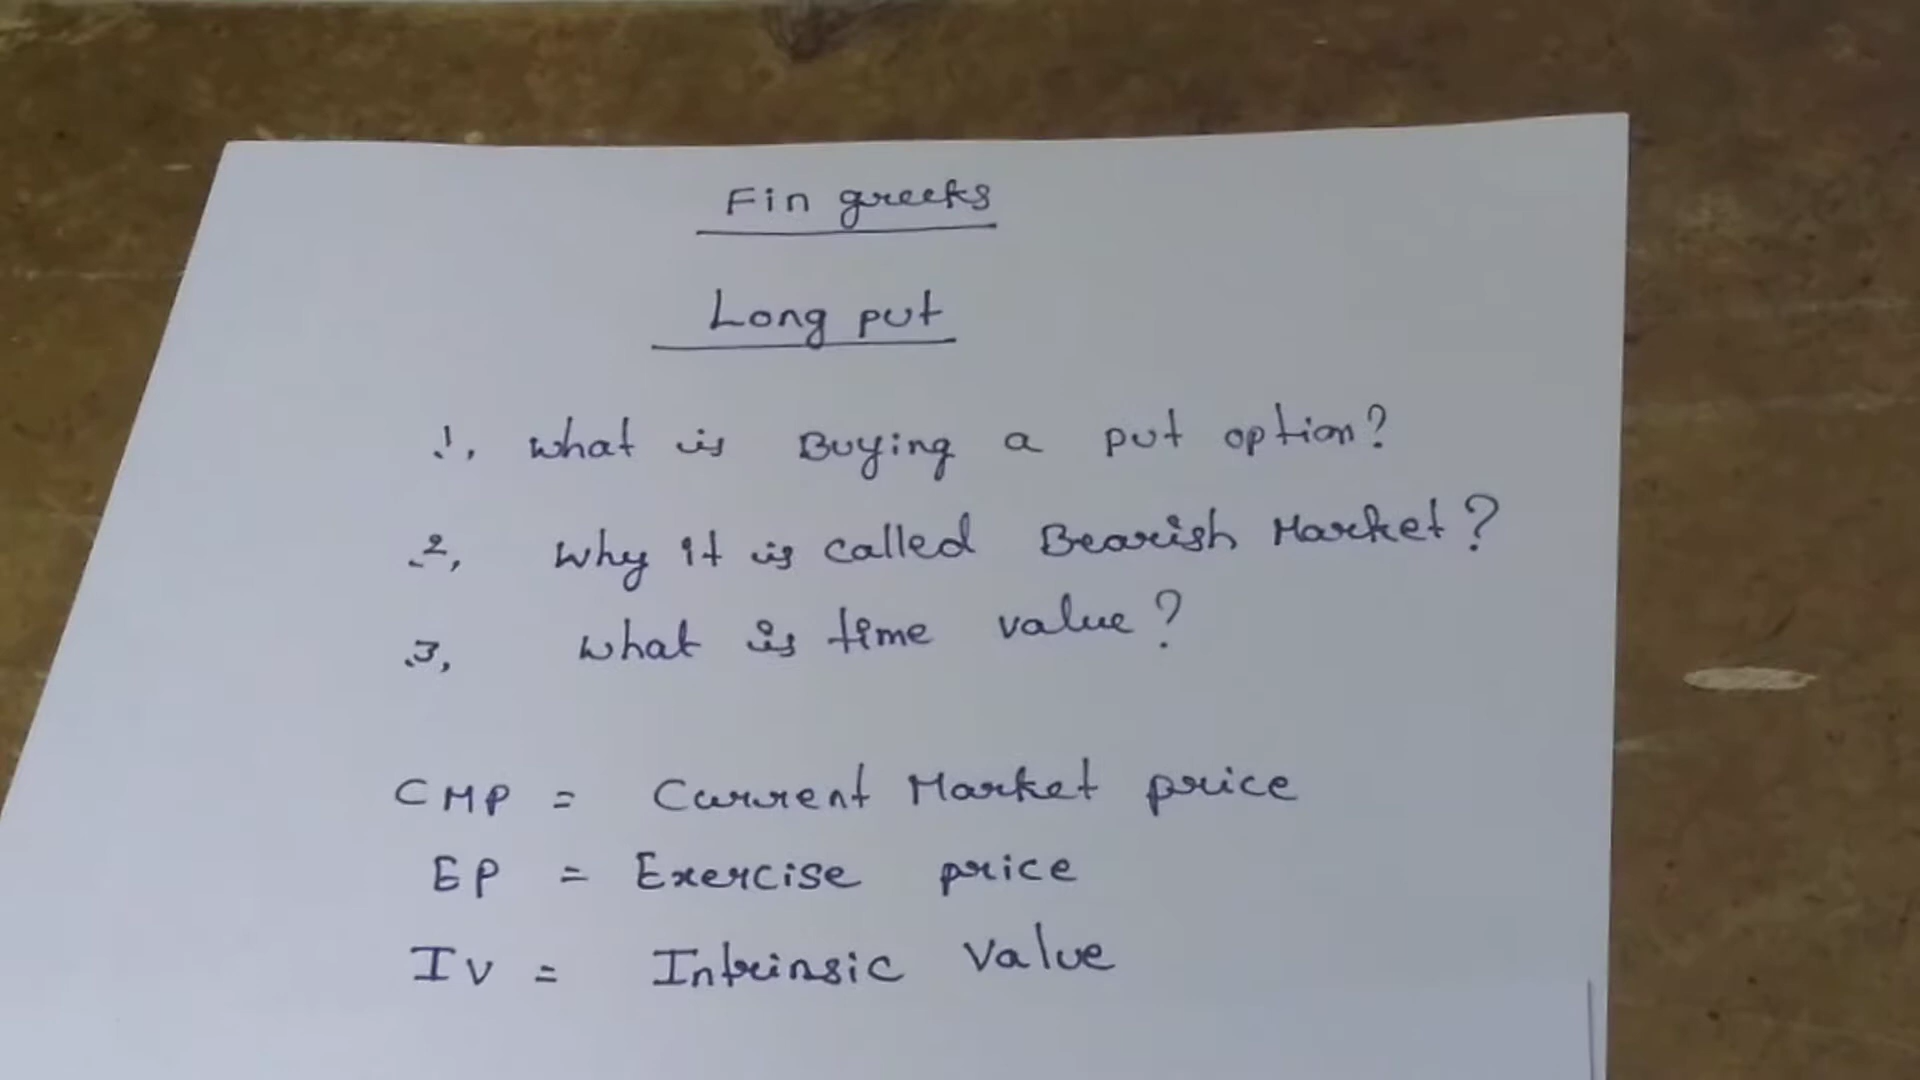 Fin greeks
Long put
1, What is Buying a put option?
2, Why it is called Bearish Market?
3, What is time value?
CMP = Current Market price
EP = Exercise price
IV = Intrinsic Value